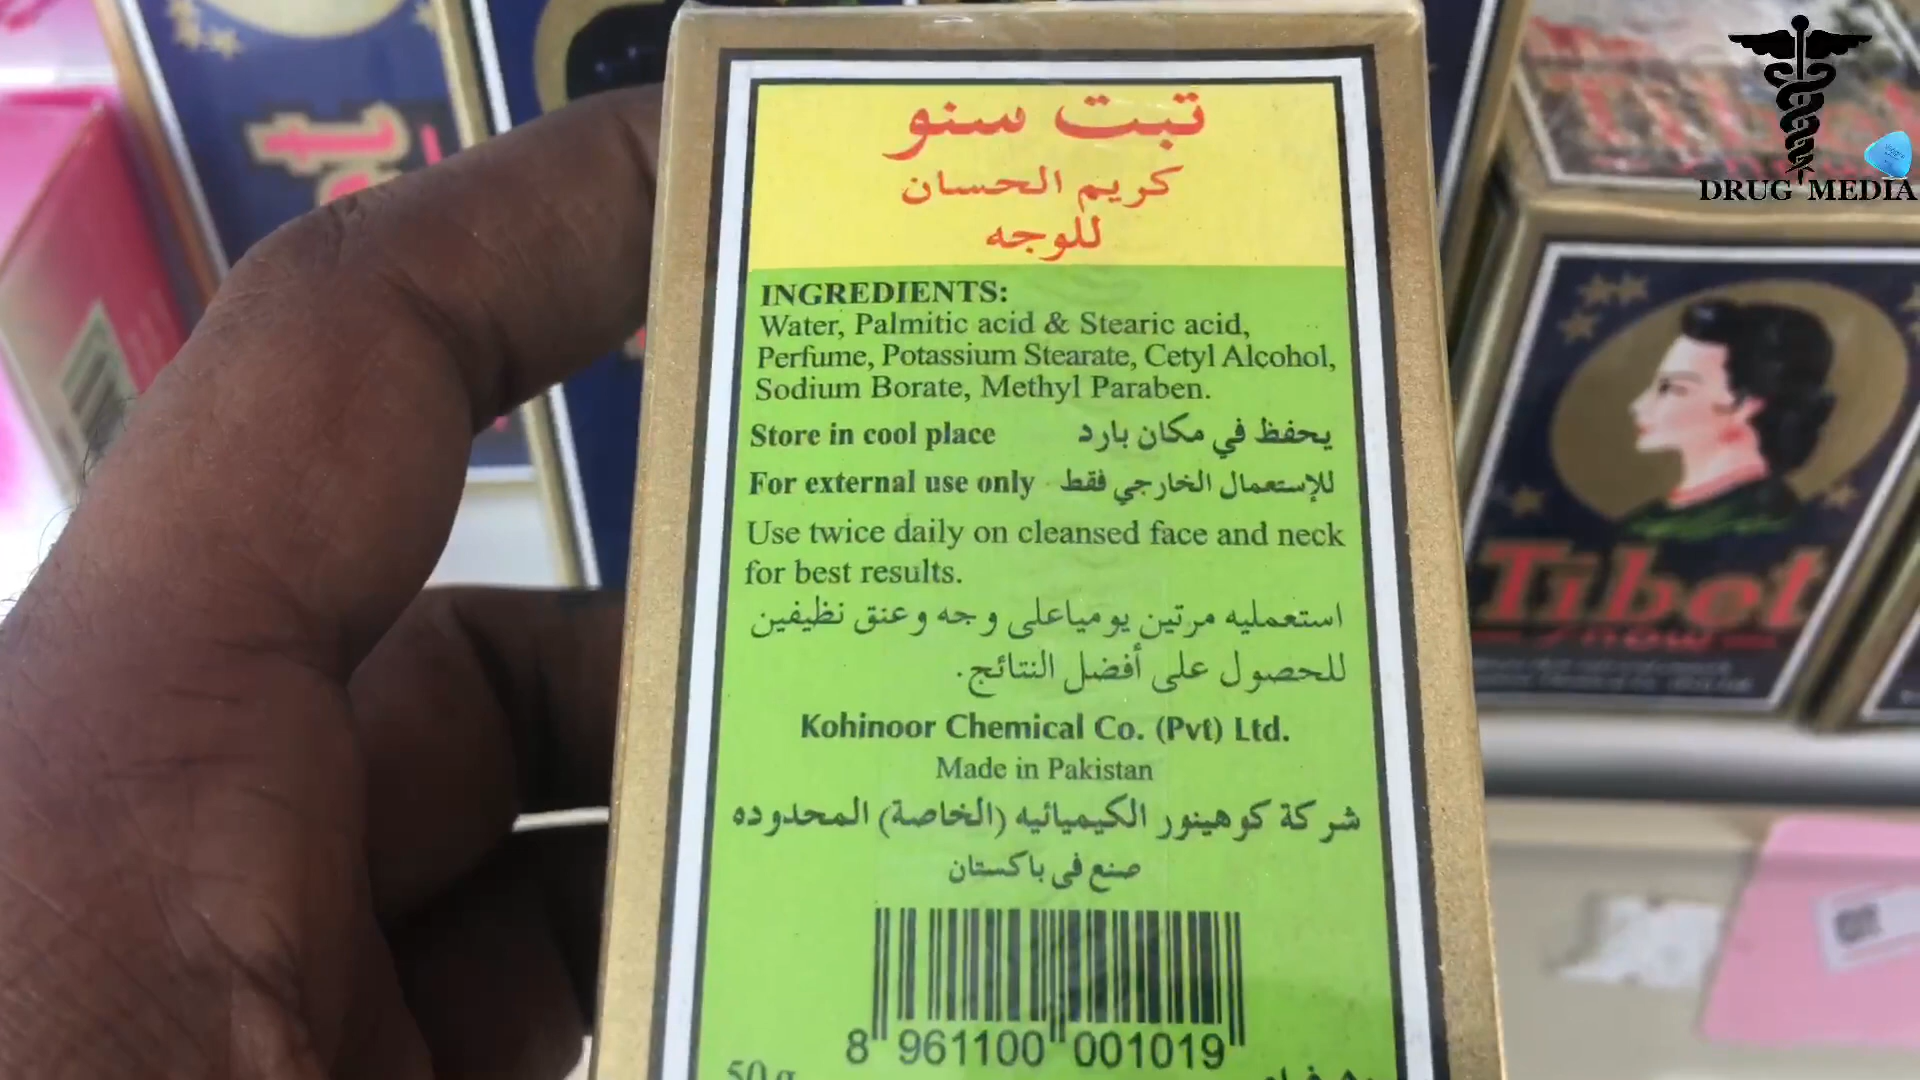 تبت سنو
كريم الحسان
للوجه
INGREDIENTS:
Water, Palmitic acid & Stearic acid,
Perfume, Potassium Stearate, Cetyl Alcohol,
Sodium Borate, Methyl Paraben.
Store in cool place يحفظ في مكان بارد
For external use only للإستعمال الخارجي فقط
Use twice daily on cleansed face and neck
for best results.
استعمليه مرتين يومياعلى وجه وعنق نظيفين
للحصول على أفضل النتائج.
Kohinoor Chemical Co. (Pvt) Ltd.
Made in Pakistan
شركة كوهينور الكيميائيه (الخاصة) المحدوده
صنع فى باكستان
8 961100 001019
50 g
DRUG MEDIA
Tibet
Snow